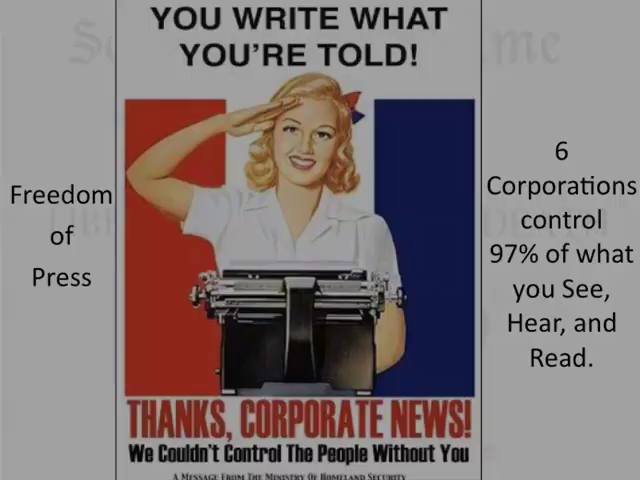 YOU WRITE WHAT
YOU'RE TOLD!
Freedom
of
Press
6
Corporations
control
97% of what
you See,
Hear, and
Read.
THANKS, CORPORATE NEWS!
We Couldn't Control The People Without You
A MESSAGE FROM THE MINISTRY OF HOMELAND SECURITY